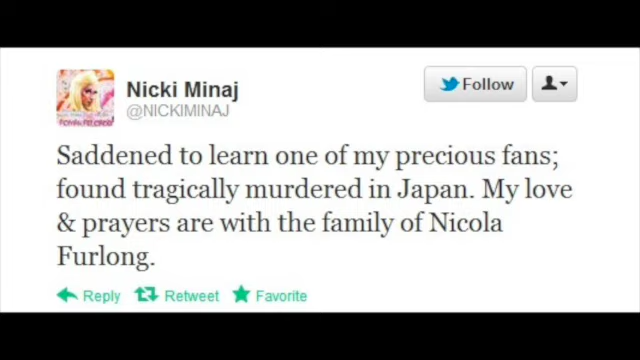 Nicki Minaj
@NICKIMINAJ
Follow
Saddened to learn one of my precious fans;
found tragically murdered in Japan. My love
& prayers are with the family of Nicola
Furlong.
Reply Retweet Favorite